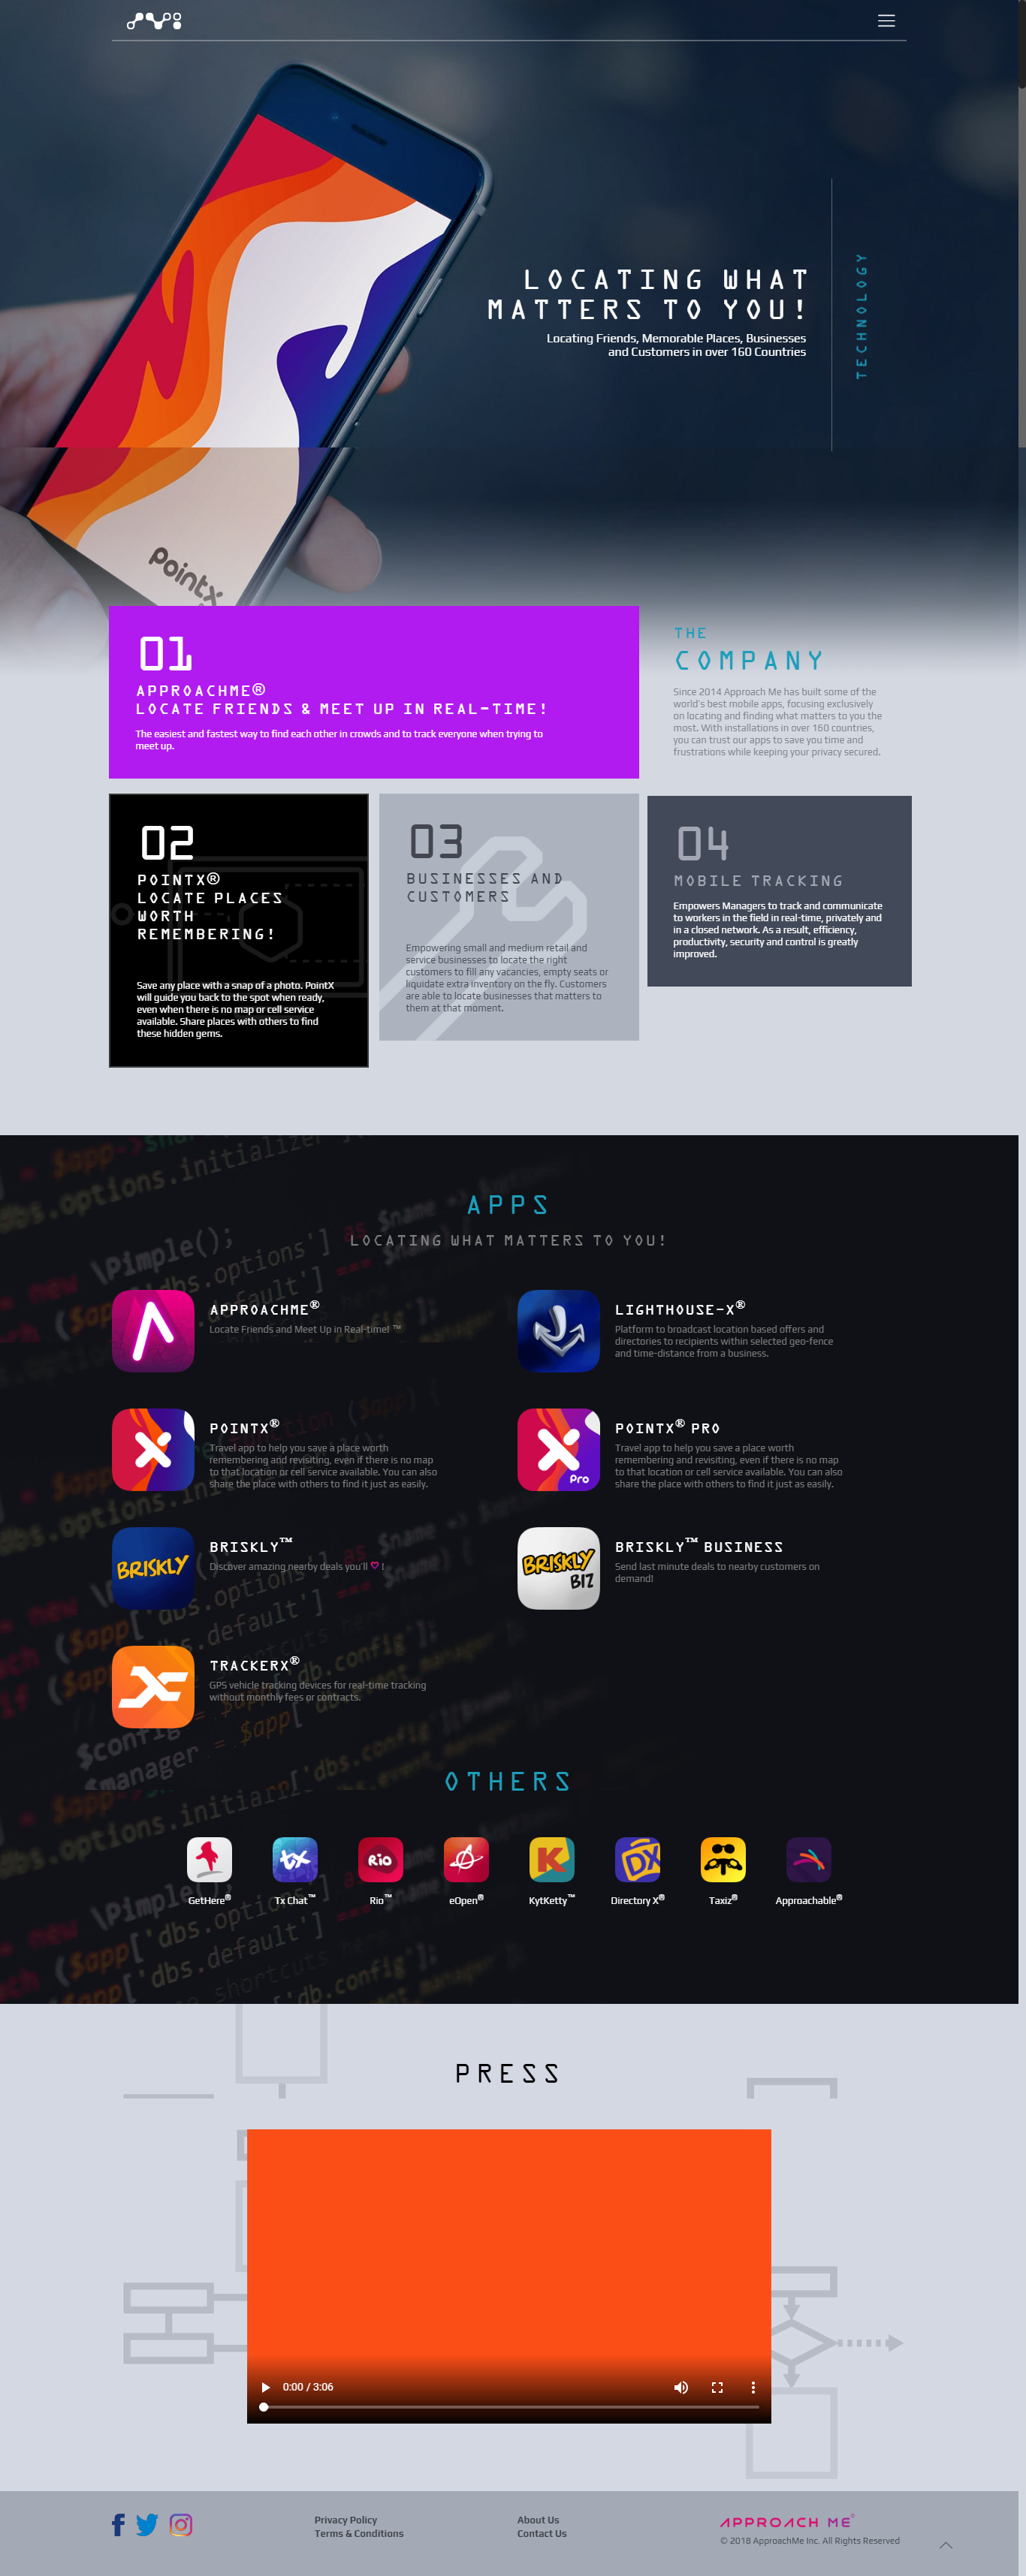 LOCATING WHAT
MATTERS TO YOU!
Locating Friends, Memorable Places, Businesses
and Customers in over 160 Countries
TECHNOLOGY
pointx
01
APPROACHME®
LOCATE FRIENDS & MEET UP IN REAL-TIME!
The easiest and fastest way to find each other in crowds and to track everyone when trying to
meet up.
THE
COMPANY
Since 2014 Approach Me has built some of the
world's best mobile apps, focusing exclusively
on locating and finding what matters to you the
most. With installations in over 160 countries,
you can trust our apps to save you time and
frustrations while keeping your privacy secured.
02
POINTX®
LOCATE PLACES
WORTH
REMEMBERING!
Save any place with a snap of a photo. PointX
will guide you back to the spot when ready,
even when there is no map or cell service
available. Share places with others to find
these hidden gems.
03
BUSINESSES AND
CUSTOMERS
Empowering small and medium retail and
service businesses to locate the right
customers to fill any vacancies, empty seats or
liquidate extra inventory on the fly. Customers
are able to locate businesses that matters to
them at that moment.
04
MOBILE TRACKING
Empowers Managers to track and communicate
to workers in the field in real-time, privately and
in a closed network. As a result, efficiency,
productivity, security and control is greatly
improved.
APPS
LOCATING WHAT MATTERS TO YOU!
APPROACHME®
Locate Friends and Meet Up in Real-time! ™
LIGHTHOUSE-X®
Platform to broadcast location based offers and
directories to recipients within selected geo-fence
and time-distance from a business.
POINTX®
Travel app to help you save a place worth
remembering and revisiting, even if there is no map
to that location or cell service available. You can also
share the place with others to find it just as easily.
Pro
POINTX® PRO
Travel app to help you save a place worth
remembering and revisiting, even if there is no map
to that location or cell service available. You can also
share the place with others to find it just as easily.
BRISKLY
BRISKLY™
Discover amazing nearby deals you'll ♡ !
BRISKLY
BIZ
BRISKLY™ BUSINESS
Send last minute deals to nearby customers on
demand!
TRACKERX®
GPS vehicle tracking devices for real-time tracking
without monthly fees or contracts.
OTHERS
tx
RiO
K
DX
GetHere®
Tx Chat™
Rio™
eOpen®
KytKetty™
Directory X®
Taxiz®
Approachable®
PRESS
0:00 / 3:06
Privacy Policy
Terms & Conditions
About Us
Contact Us
APPROACH ME®
© 2018 ApproachMe Inc. All Rights Reserved